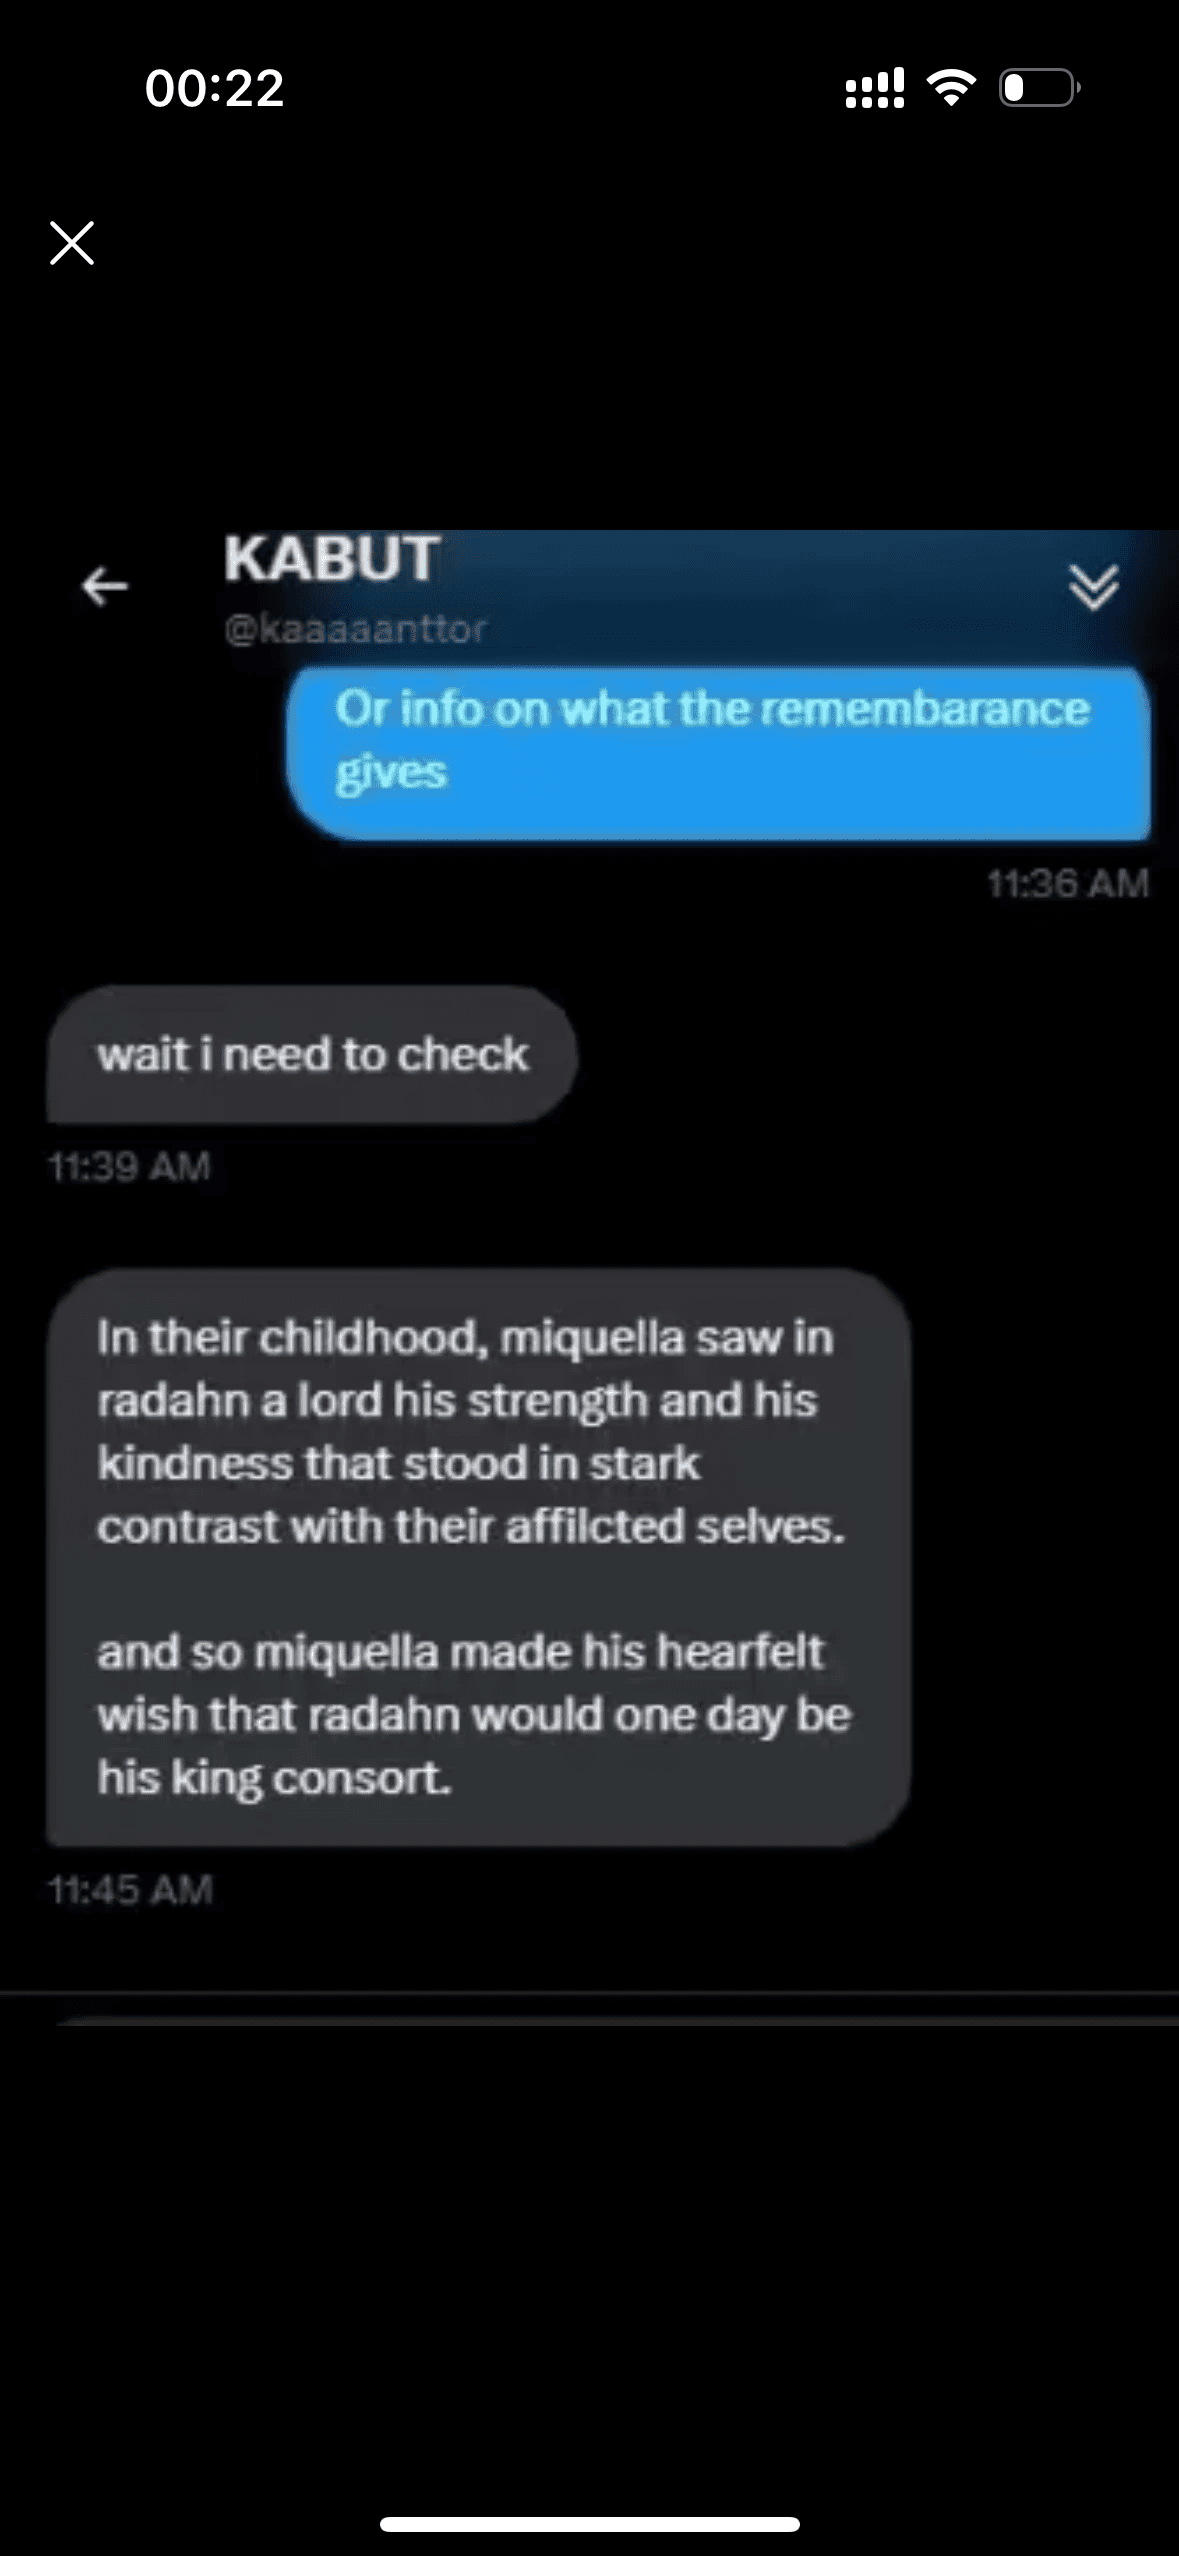 00:22
KABUT
@kaaaaanttor
Or info on what the remembarance
gives
11:36 AM
wait i need to check
11:39 AM
In their childhood, miquella saw in
radahn a lord his strength and his
kindness that stood in stark
contrast with their affilcted selves.
and so miquella made his hearfelt
wish that radahn would one day be
his king consort.
11:45 AM